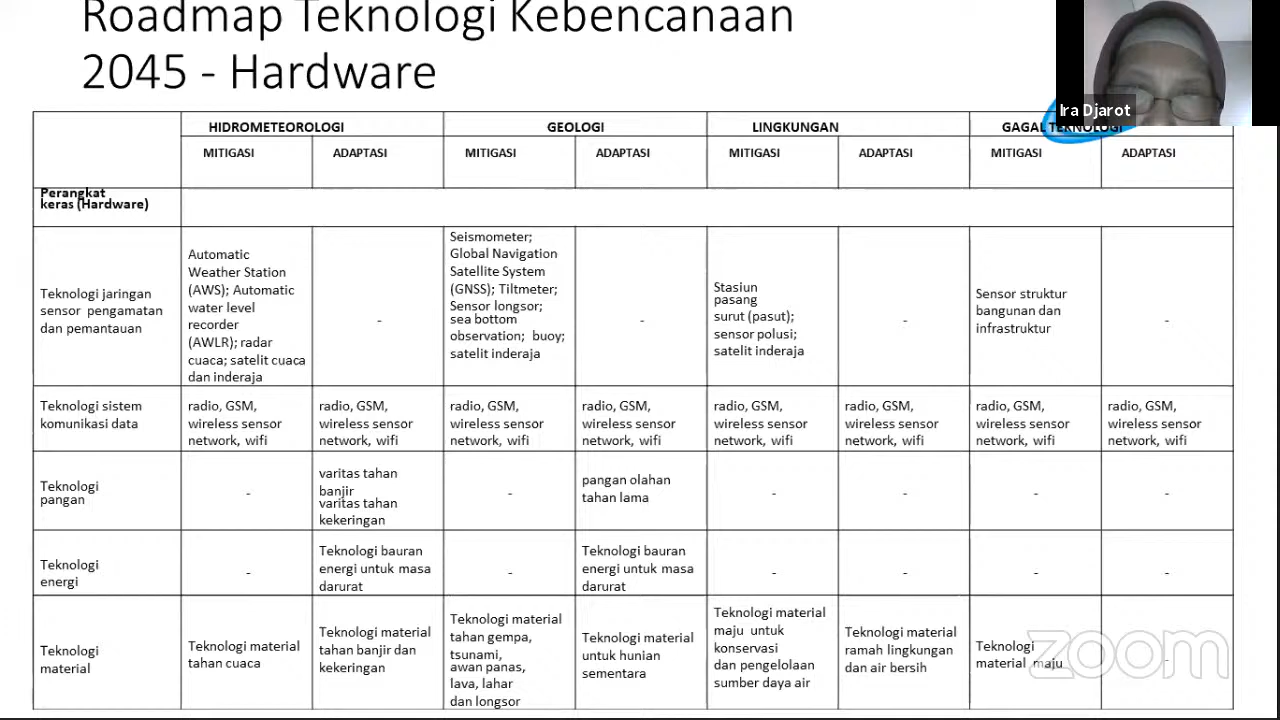 Roadmap Teknologi Kebencanaan
2045 - Hardware
Ira Djarot
HIDROMETEOROLOGI GEOLOGI LINGKUNGAN GAGAL TEKNOLOGI
MITIGASI ADAPTASI MITIGASI ADAPTASI MITIGASI ADAPTASI MITIGASI ADAPTASI
Perangkat
keras (Hardware)
Teknologi jaringan
sensor pengamatan
dan pemantauan
Automatic
Weather Station
(AWS); Automatic
water level
recorder
(AWLR); radar
cuaca; satelit cuaca
dan inderaja
-
Seismometer;
Global Navigation
Satellite System
(GNSS); Tiltmeter;
Sensor longsor;
sea bottom
observation; buoy;
satelit inderaja
-
Stasiun
pasang
surut (pasut);
sensor polusi;
satelit inderaja
-
Sensor struktur
bangunan dan
infrastruktur
-
Teknologi sistem
komunikasi data
radio, GSM,
wireless sensor
network, wifi
radio, GSM,
wireless sensor
network, wifi
radio, GSM,
wireless sensor
network, wifi
radio, GSM,
wireless sensor
network, wifi
radio, GSM,
wireless sensor
network, wifi
radio, GSM,
wireless sensor
network, wifi
radio, GSM,
wireless sensor
network, wifi
radio, GSM,
wireless sensor
network, wifi
Teknologi
pangan
-
varitas tahan
banjir
varitas tahan
kekeringan
-
pangan olahan
tahan lama
-
-
-
-
Teknologi
energi
-
Teknologi bauran
energi untuk masa
darurat
-
Teknologi bauran
energi untuk masa
darurat
-
-
-
-
Teknologi
material
Teknologi material
tahan cuaca
Teknologi material
tahan banjir dan
kekeringan
Teknologi material
tahan gempa,
tsunami,
awan panas,
lava, lahar
dan longsor
Teknologi material
untuk hunian
sementara
Teknologi material
maju untuk
konservasi
dan pengelolaan
sumber daya air
Teknologi material
ramah lingkungan
dan air bersih
Teknologi
material maju
-
zoom